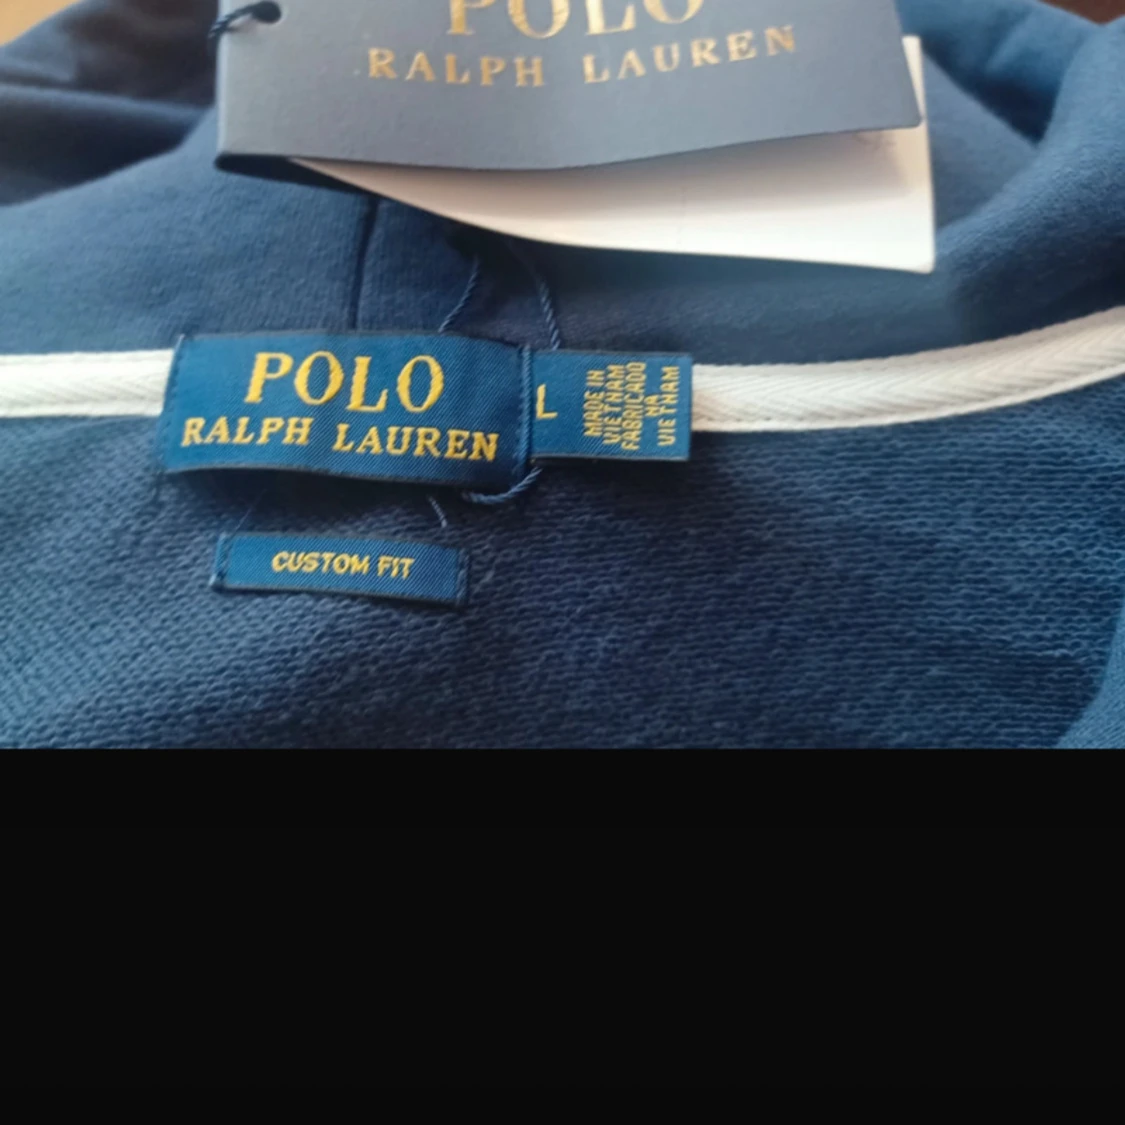 POLO
RALPH LAUREN
POLO
RALPH LAUREN
L
MADE IN
VIETNAM
FABRICADO
NA
VIETNAM
CUSTOM FIT